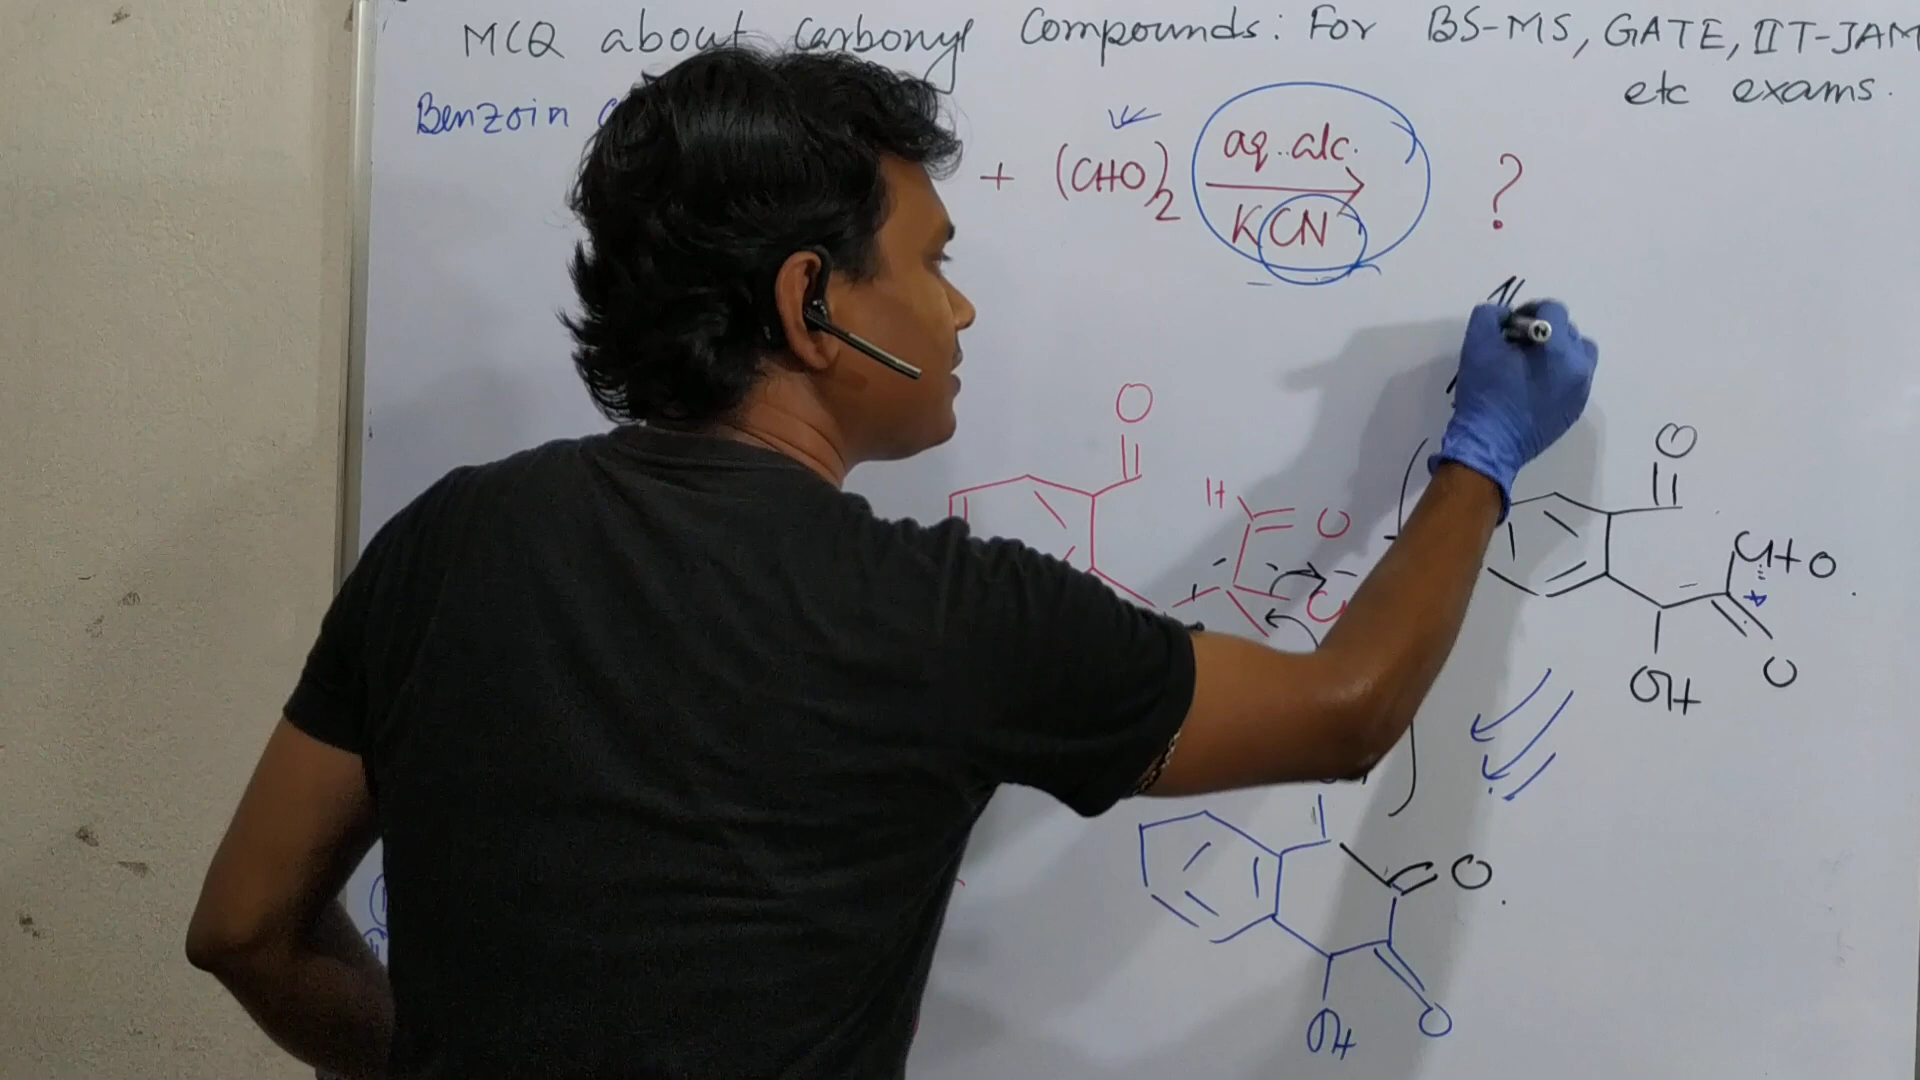 MCQ about Carbonyl Compounds: For BS-MS, GATE, IIT-JAM
etc exams.
Benzoin
+ (CHO)2 aq. alc. ?
KCN
O
H
O
O
CHO
OH
O
O
OH
O